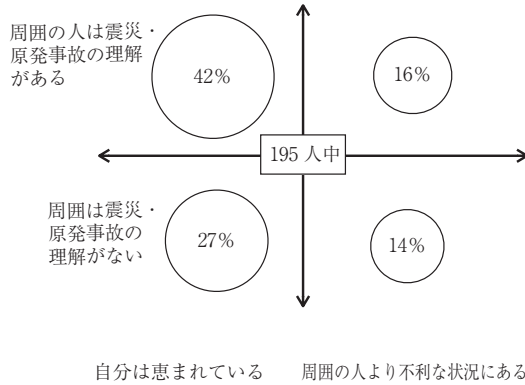 周囲の人は震災・
原発事故の理解
がある
42%
16%
195 人中
周囲は震災・
原発事故の
理解がない
27%
14%
自分は恵まれている
周囲の人より不利な状況にある